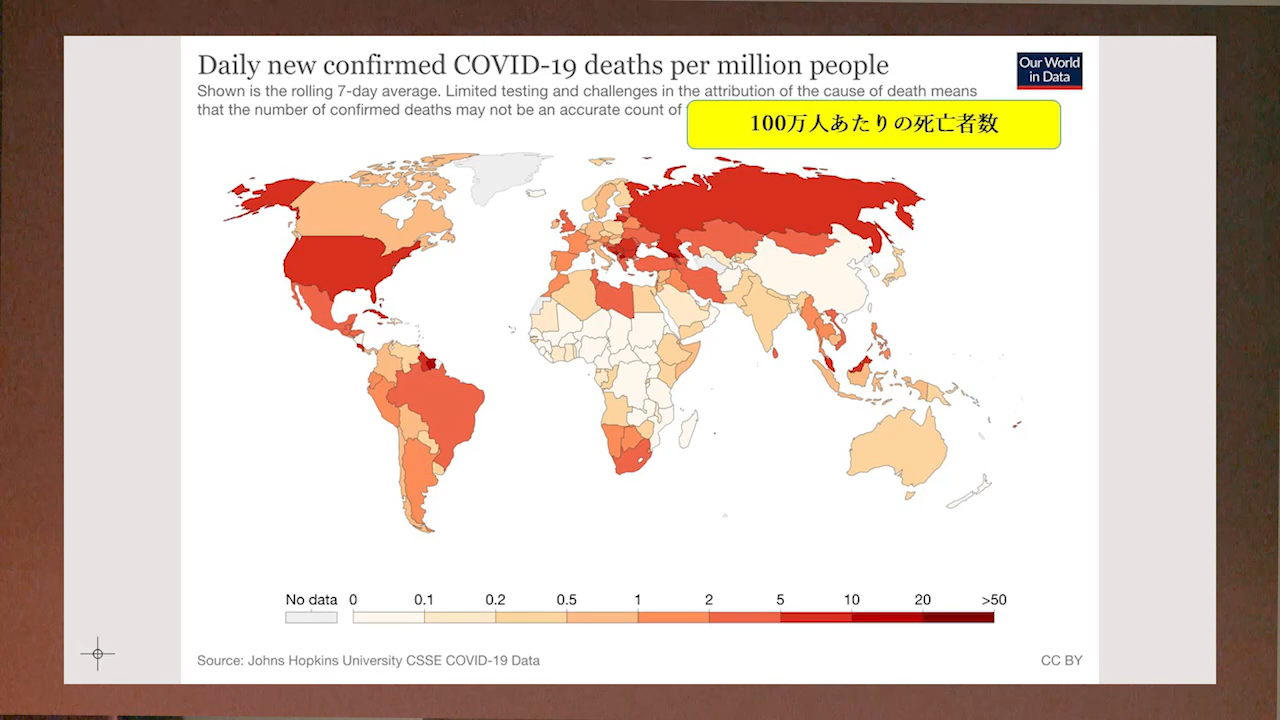 Daily new confirmed COVID-19 deaths per million people
Our World
in Data
Shown is the rolling 7-day average. Limited testing and challenges in the attribution of the cause of death means
that the number of confirmed deaths may not be an accurate count of
100万人あたりの死亡者数
No data 0 0.1 0.2 0.5 1 2 5 10 20 >50
Source: Johns Hopkins University CSSE COVID-19 Data
CC BY